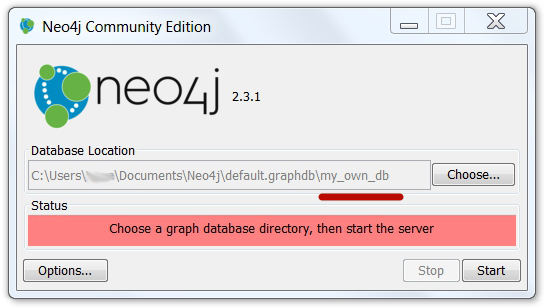 Neo4j Community Edition
neo4j 2.3.1
Database Location
C:\Users\ \Documents\Neo4j\default.graphdb\my_own_db Choose...
Status
Choose a graph database directory, then start the server
Options... Stop Start